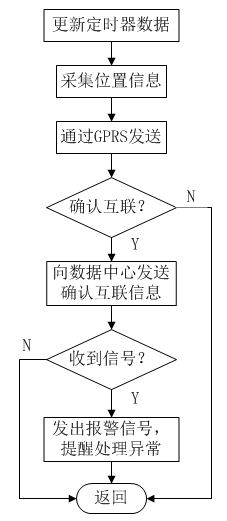 更新定时器数据
采集位置信息
通过GPRS发送
确认互联？
N
Y
向数据中心发送
确认互联信息
N
收到信号？
Y
发出报警信号，
提醒处理异常
返回